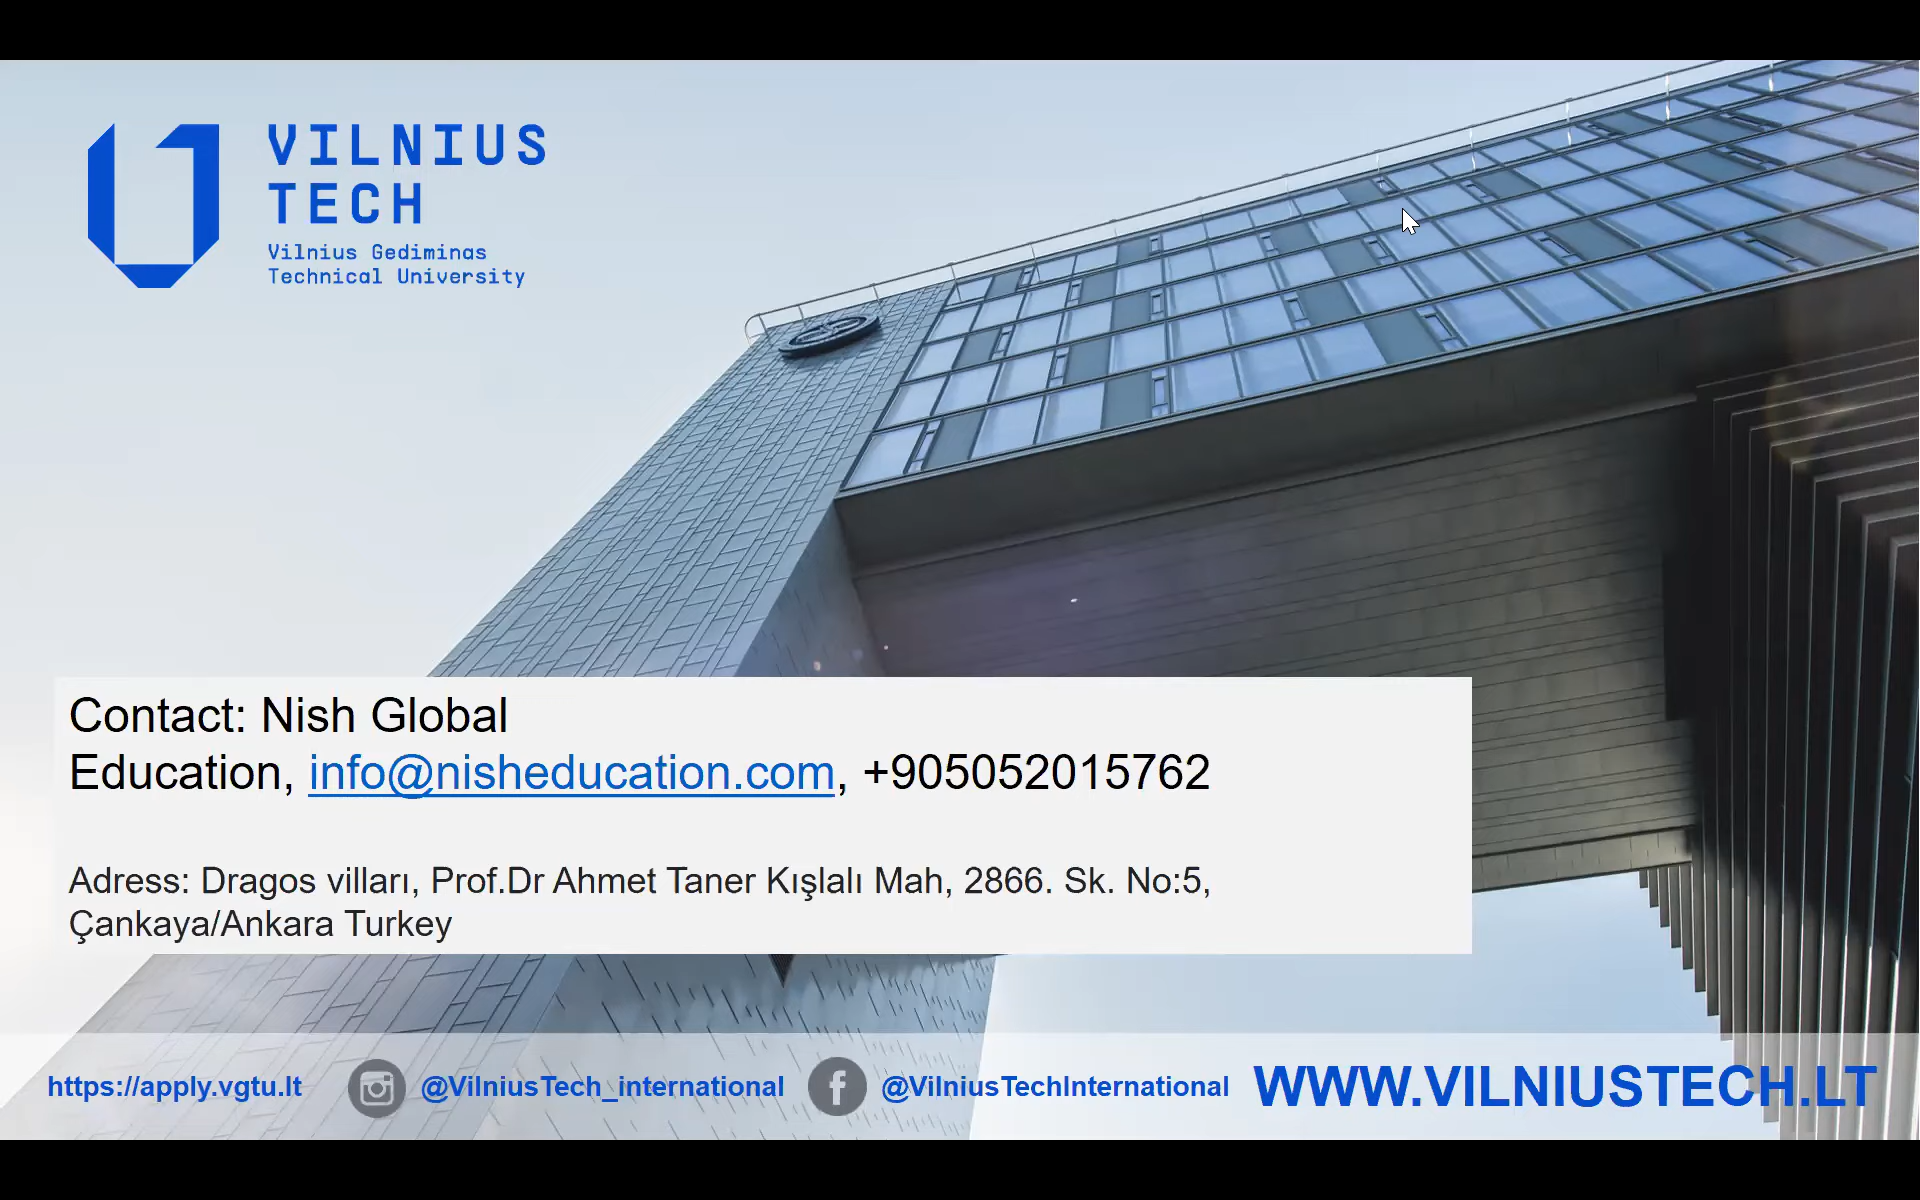 VILNIUS
TECH
Vilnius Gediminas
Technical University
Contact: Nish Global
Education, info@nisheducation.com, +905052015762
Adress: Dragos vilları, Prof.Dr Ahmet Taner Kışlalı Mah, 2866. Sk. No:5,
Çankaya/Ankara Turkey
https://apply.vgtu.lt @VilniusTech_international @VilniusTechInternational WWW.VILNIUSTECH.LT